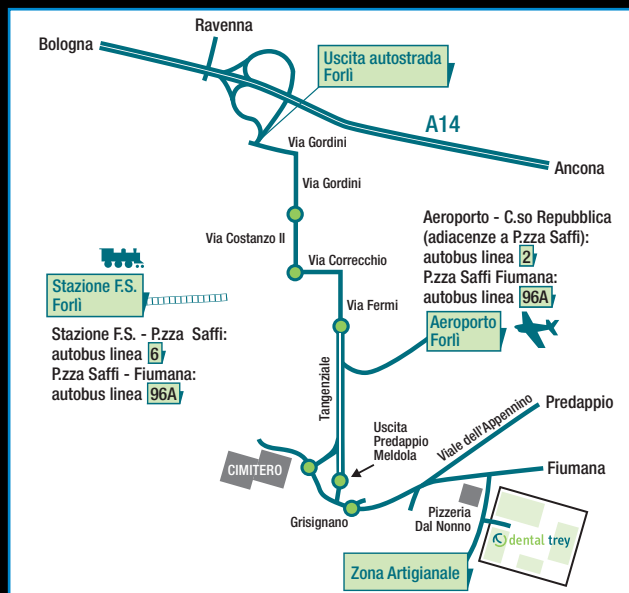 Ravenna
Bologna
Uscita autostrada
Forlì
A14
Ancona
Via Gordini
Via Gordini
Via Costanzo II
Via Correcchio
Via Fermi
Aeroporto - C.so Repubblica
(adiacenze a P.zza Saffi):
autobus linea 2
P.zza Saffi Fiumana:
autobus linea 96A
Aeroporto
Forlì
Stazione F.S.
Forlì
Stazione F.S. - P.zza Saffi:
autobus linea 6
P.zza Saffi - Fiumana:
autobus linea 96A
Tangenziale
Uscita
Predappio
Meldola
Viale dell'Appennino
Predappio
Fiumana
CIMITERO
Grisignano
Pizzeria
Dal Nonno
dental trey
Zona Artigianale